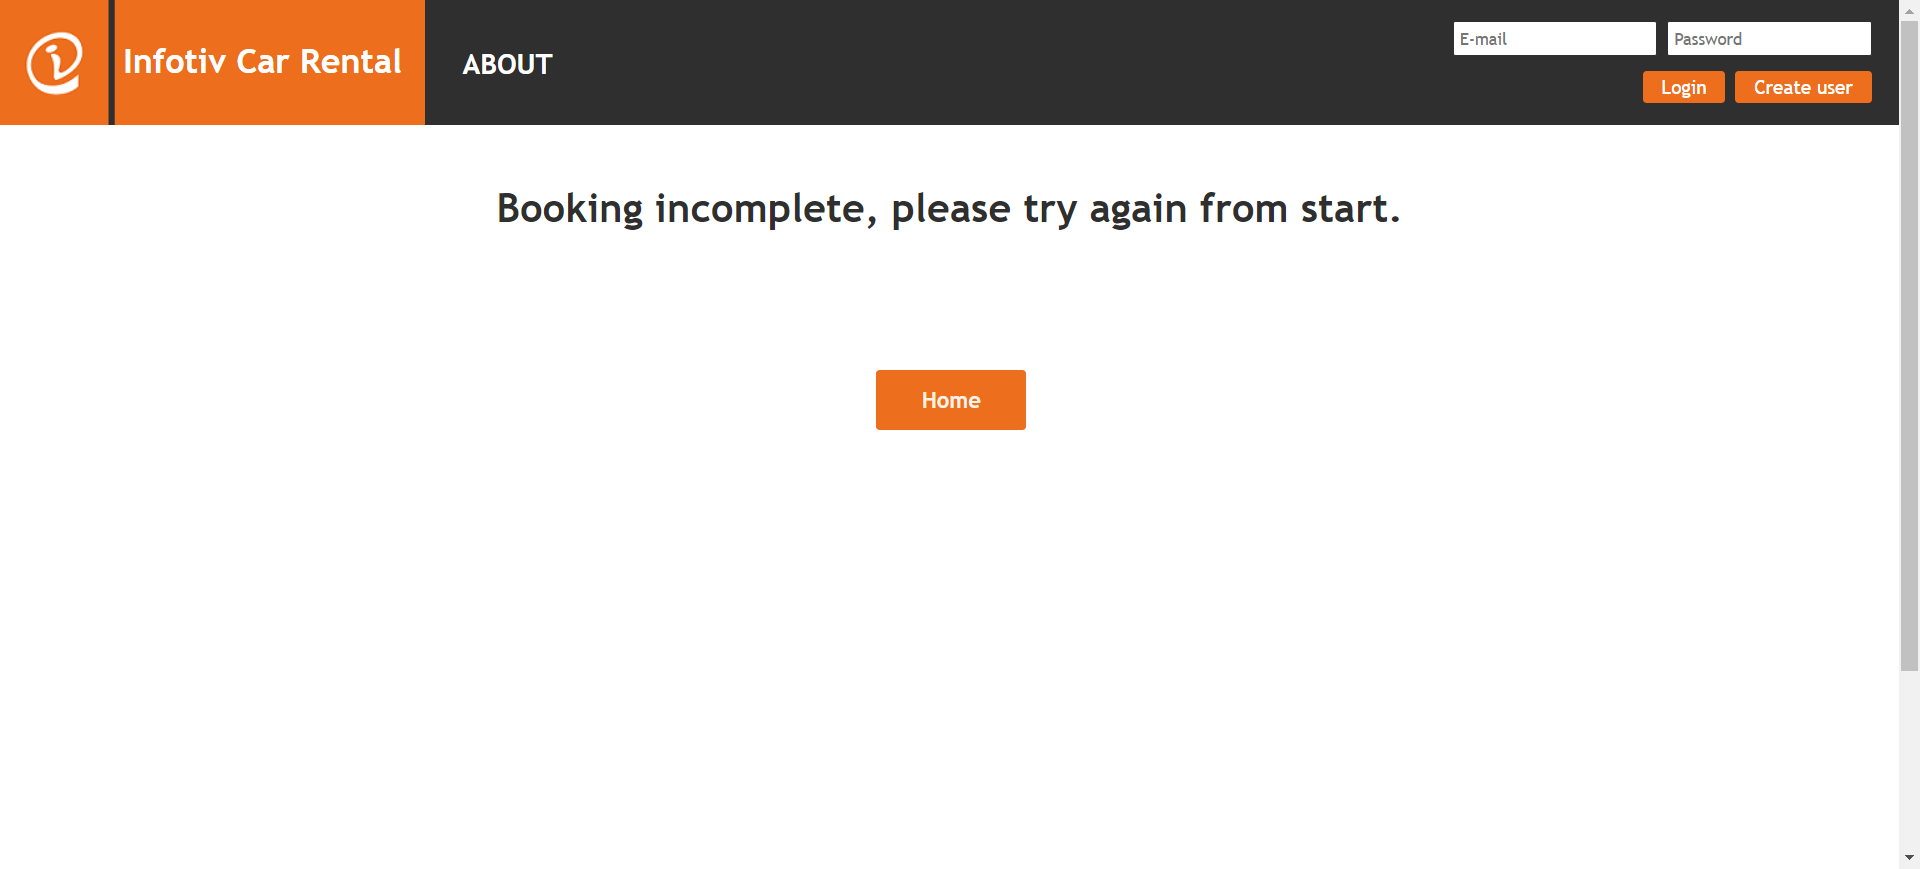 Infotiv Car Rental
ABOUT
E-mail
Password
Login
Create user
Booking incomplete, please try again from start.
Home